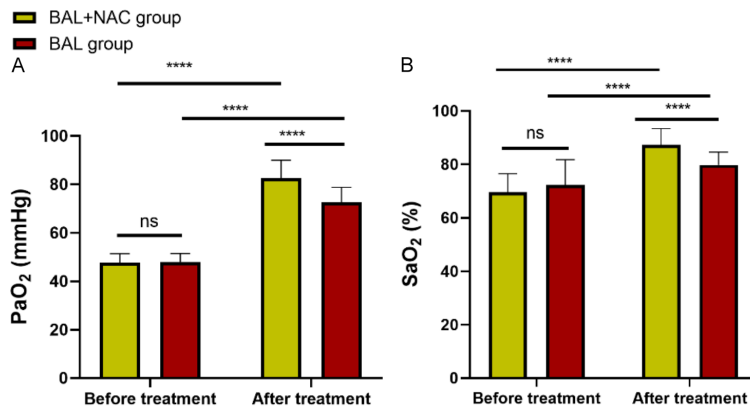 BAL+NAC group
BAL group
A
****
****
****
ns
PaO₂ (mmHg)
100
80
60
40
20
0
Before treatment
After treatment
B
****
****
****
ns
SaO₂ (%)
100
80
60
40
20
0
Before treatment
After treatment